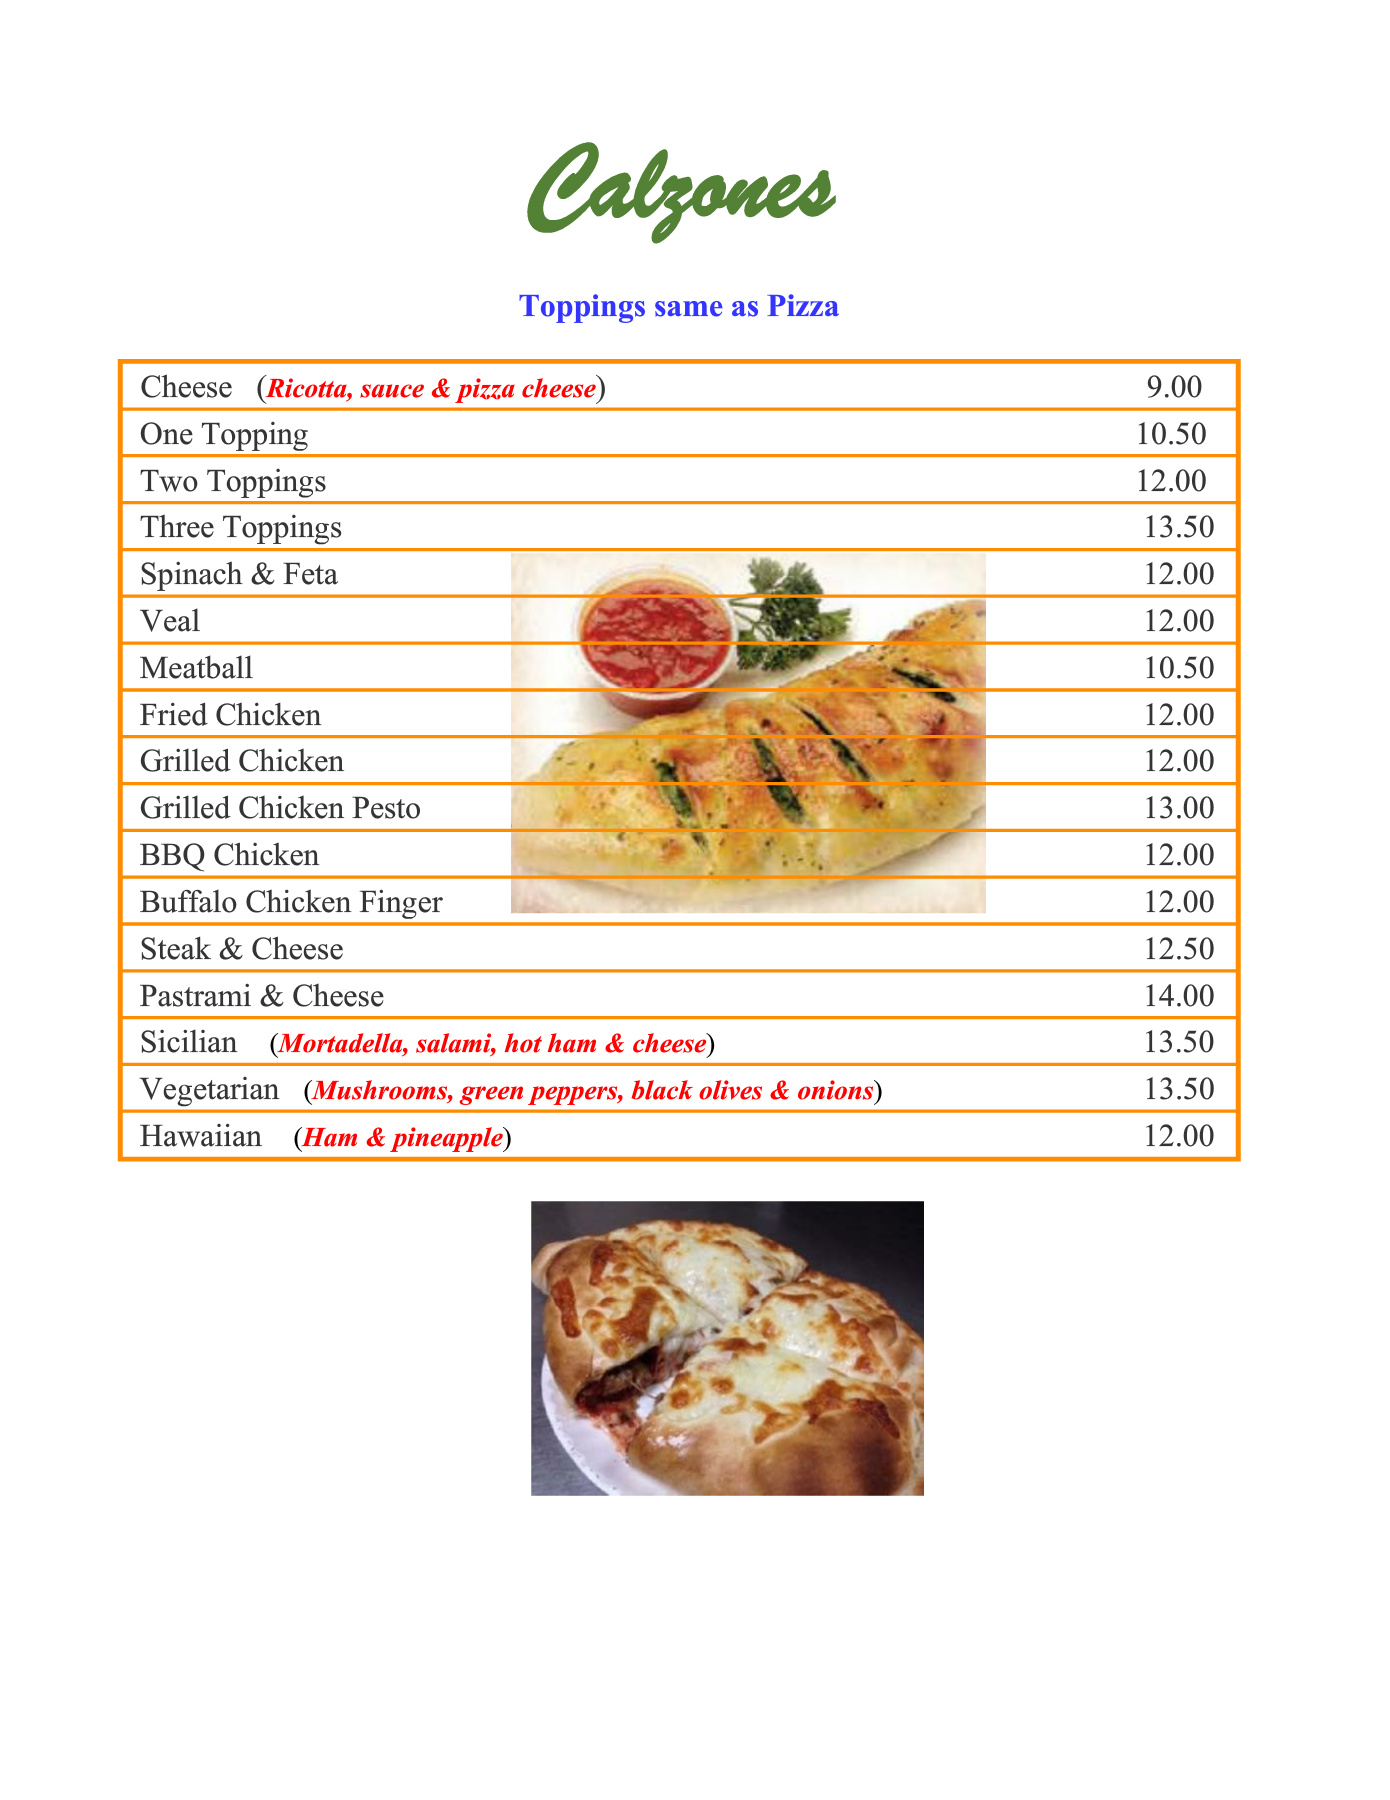 Calzones
Toppings same as Pizza
Cheese (Ricotta, sauce & pizza cheese) 9.00
One Topping 10.50
Two Toppings 12.00
Three Toppings 13.50
Spinach & Feta 12.00
Veal 12.00
Meatball 10.50
Fried Chicken 12.00
Grilled Chicken 12.00
Grilled Chicken Pesto 13.00
BBQ Chicken 12.00
Buffalo Chicken Finger 12.00
Steak & Cheese 12.50
Pastrami & Cheese 14.00
Sicilian (Mortadella, salami, hot ham & cheese) 13.50
Vegetarian (Mushrooms, green peppers, black olives & onions) 13.50
Hawaiian (Ham & pineapple) 12.00